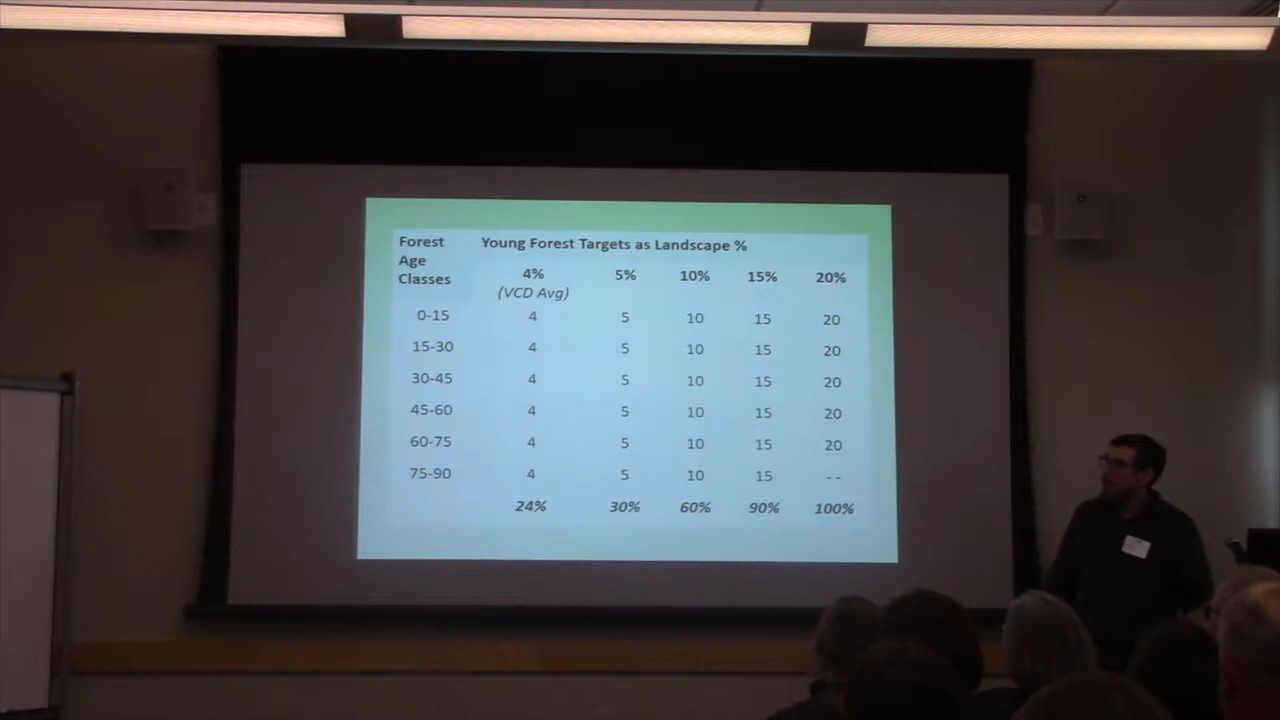 Forest Age Classes Young Forest Targets as Landscape %
4% (VCD Avg) 5% 10% 15% 20%
0-15 4 5 10 15 20
15-30 4 5 10 15 20
30-45 4 5 10 15 20
45-60 4 5 10 15 20
60-75 4 5 10 15 20
75-90 4 5 10 15 --
24% 30% 60% 90% 100%